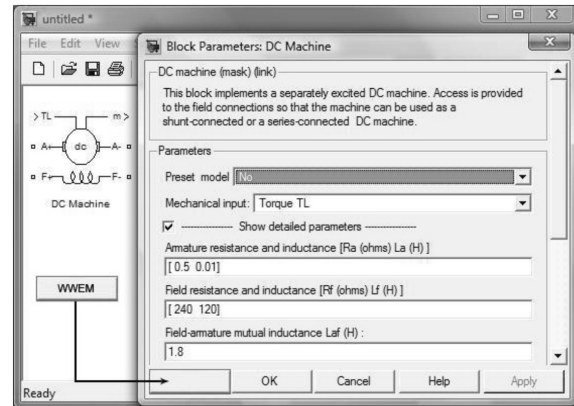 untitled *
File Edit View
> TL m >
A+ dc A-
F+ F-
DC Machine
WWEM
Ready
Block Parameters: DC Machine
DC machine (mask) (link)
This block implements a separately excited DC machine. Access is provided
to the field connections so that the machine can be used as a
shunt-connected or a series-connected DC machine.
Parameters
Preset model No
Mechanical input: Torque TL
---------------- Show detailed parameters ----------------
Armature resistance and inductance [Ra (ohms) La (H) ]
[ 0.5 0.01]
Field resistance and inductance [Rf (ohms) Lf (H) ]
[ 240 120]
Field-armature mutual inductance Laf (H) :
1.8
OK Cancel Help Apply